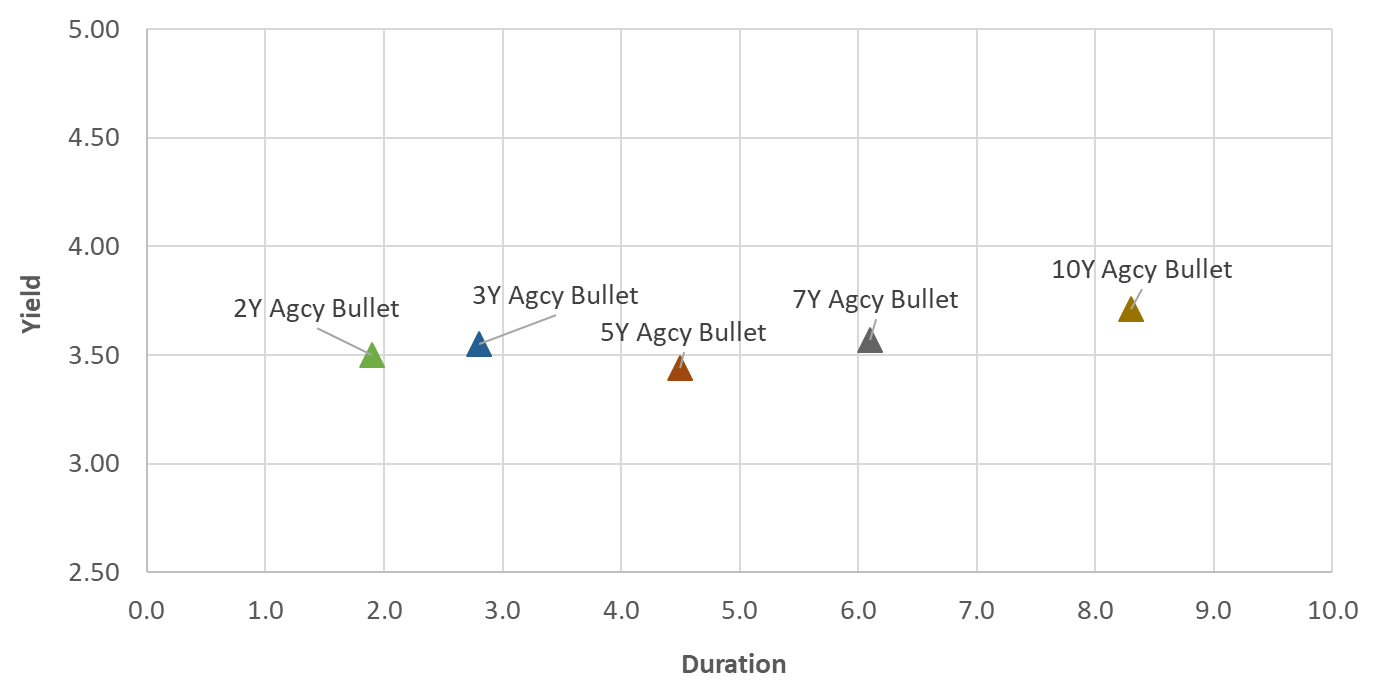 5.00
4.50
4.00
3.50
3.00
2.50
Yield
2Y Agcy Bullet
3Y Agcy Bullet
5Y Agcy Bullet
7Y Agcy Bullet
10Y Agcy Bullet
0.0 1.0 2.0 3.0 4.0 5.0 6.0 7.0 8.0 9.0 10.0
Duration